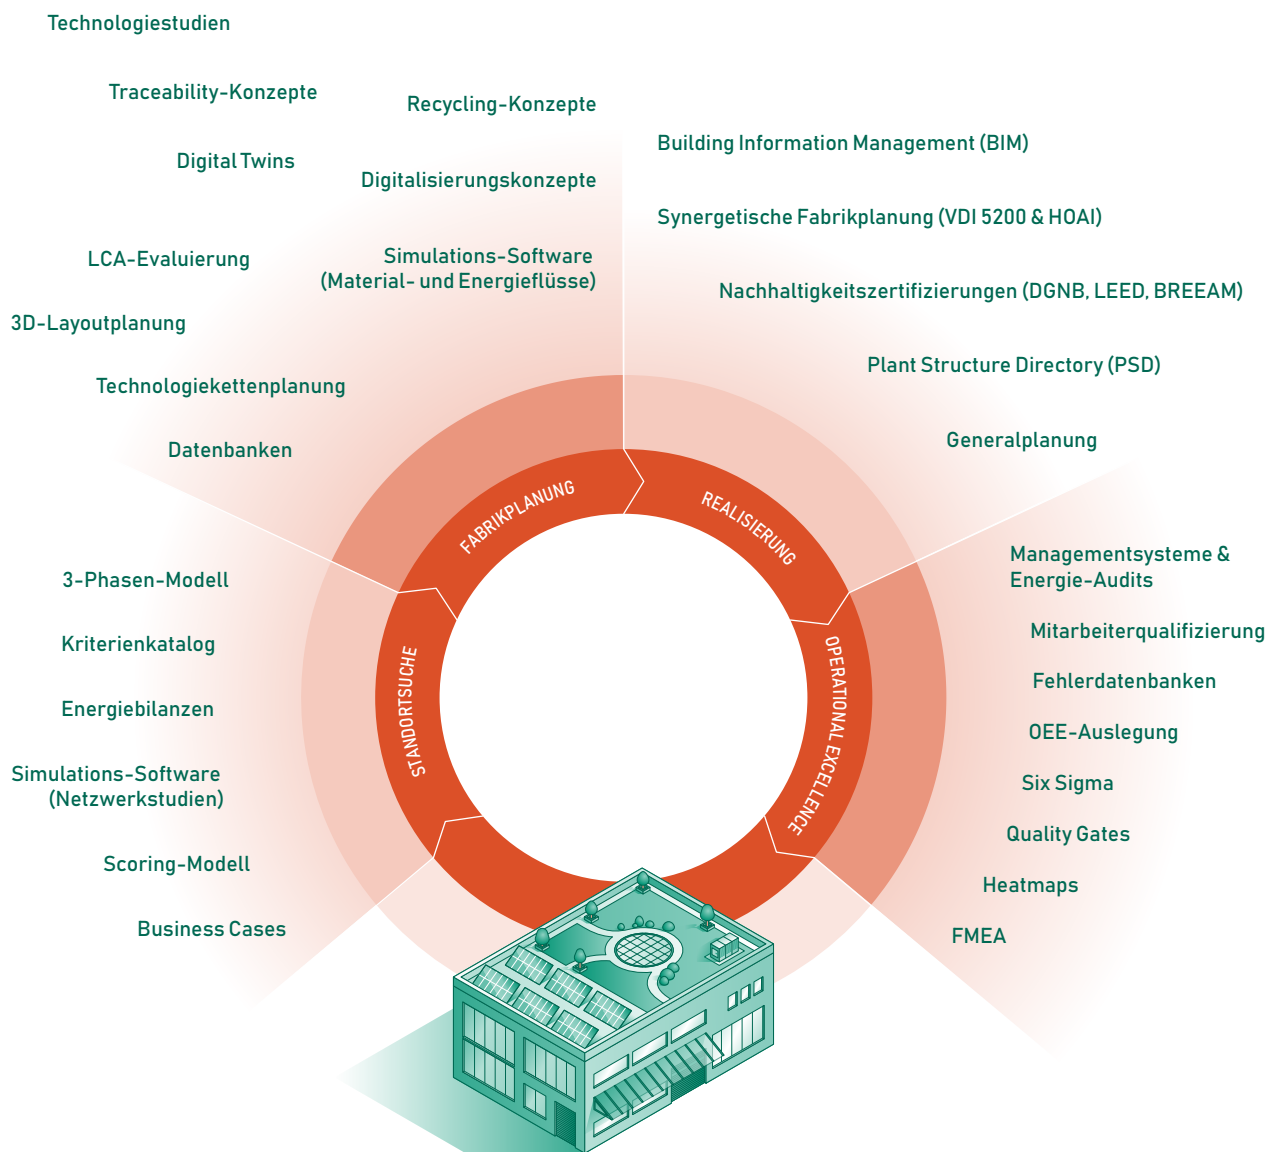 Technologiestudien
Traceability-Konzepte
Recycling-Konzepte
Digital Twins
Digitalisierungskonzepte
LCA-Evaluierung
Simulations-Software
(Material- und Energieflüsse)
3D-Layoutplanung
Technologiekettenplanung
Datenbanken
Building Information Management (BIM)
Synergetische Fabrikplanung (VDI 5200 & HOAI)
Nachhaltigkeitszertifizierungen (DGNB, LEED, BREEAM)
Plant Structure Directory (PSD)
Generalplanung
FABRIKPLANUNG
REALISIERUNG
STANDORTSUCHE
OPERATIONAL EXCELLENCE
3-Phasen-Modell
Kriterienkatalog
Energiebilanzen
Simulations-Software
(Netzwerkstudien)
Scoring-Modell
Business Cases
Managementsysteme &
Energie-Audits
Mitarbeiterqualifizierung
Fehlerdatenbanken
OEE-Auslegung
Six Sigma
Quality Gates
Heatmaps
FMEA